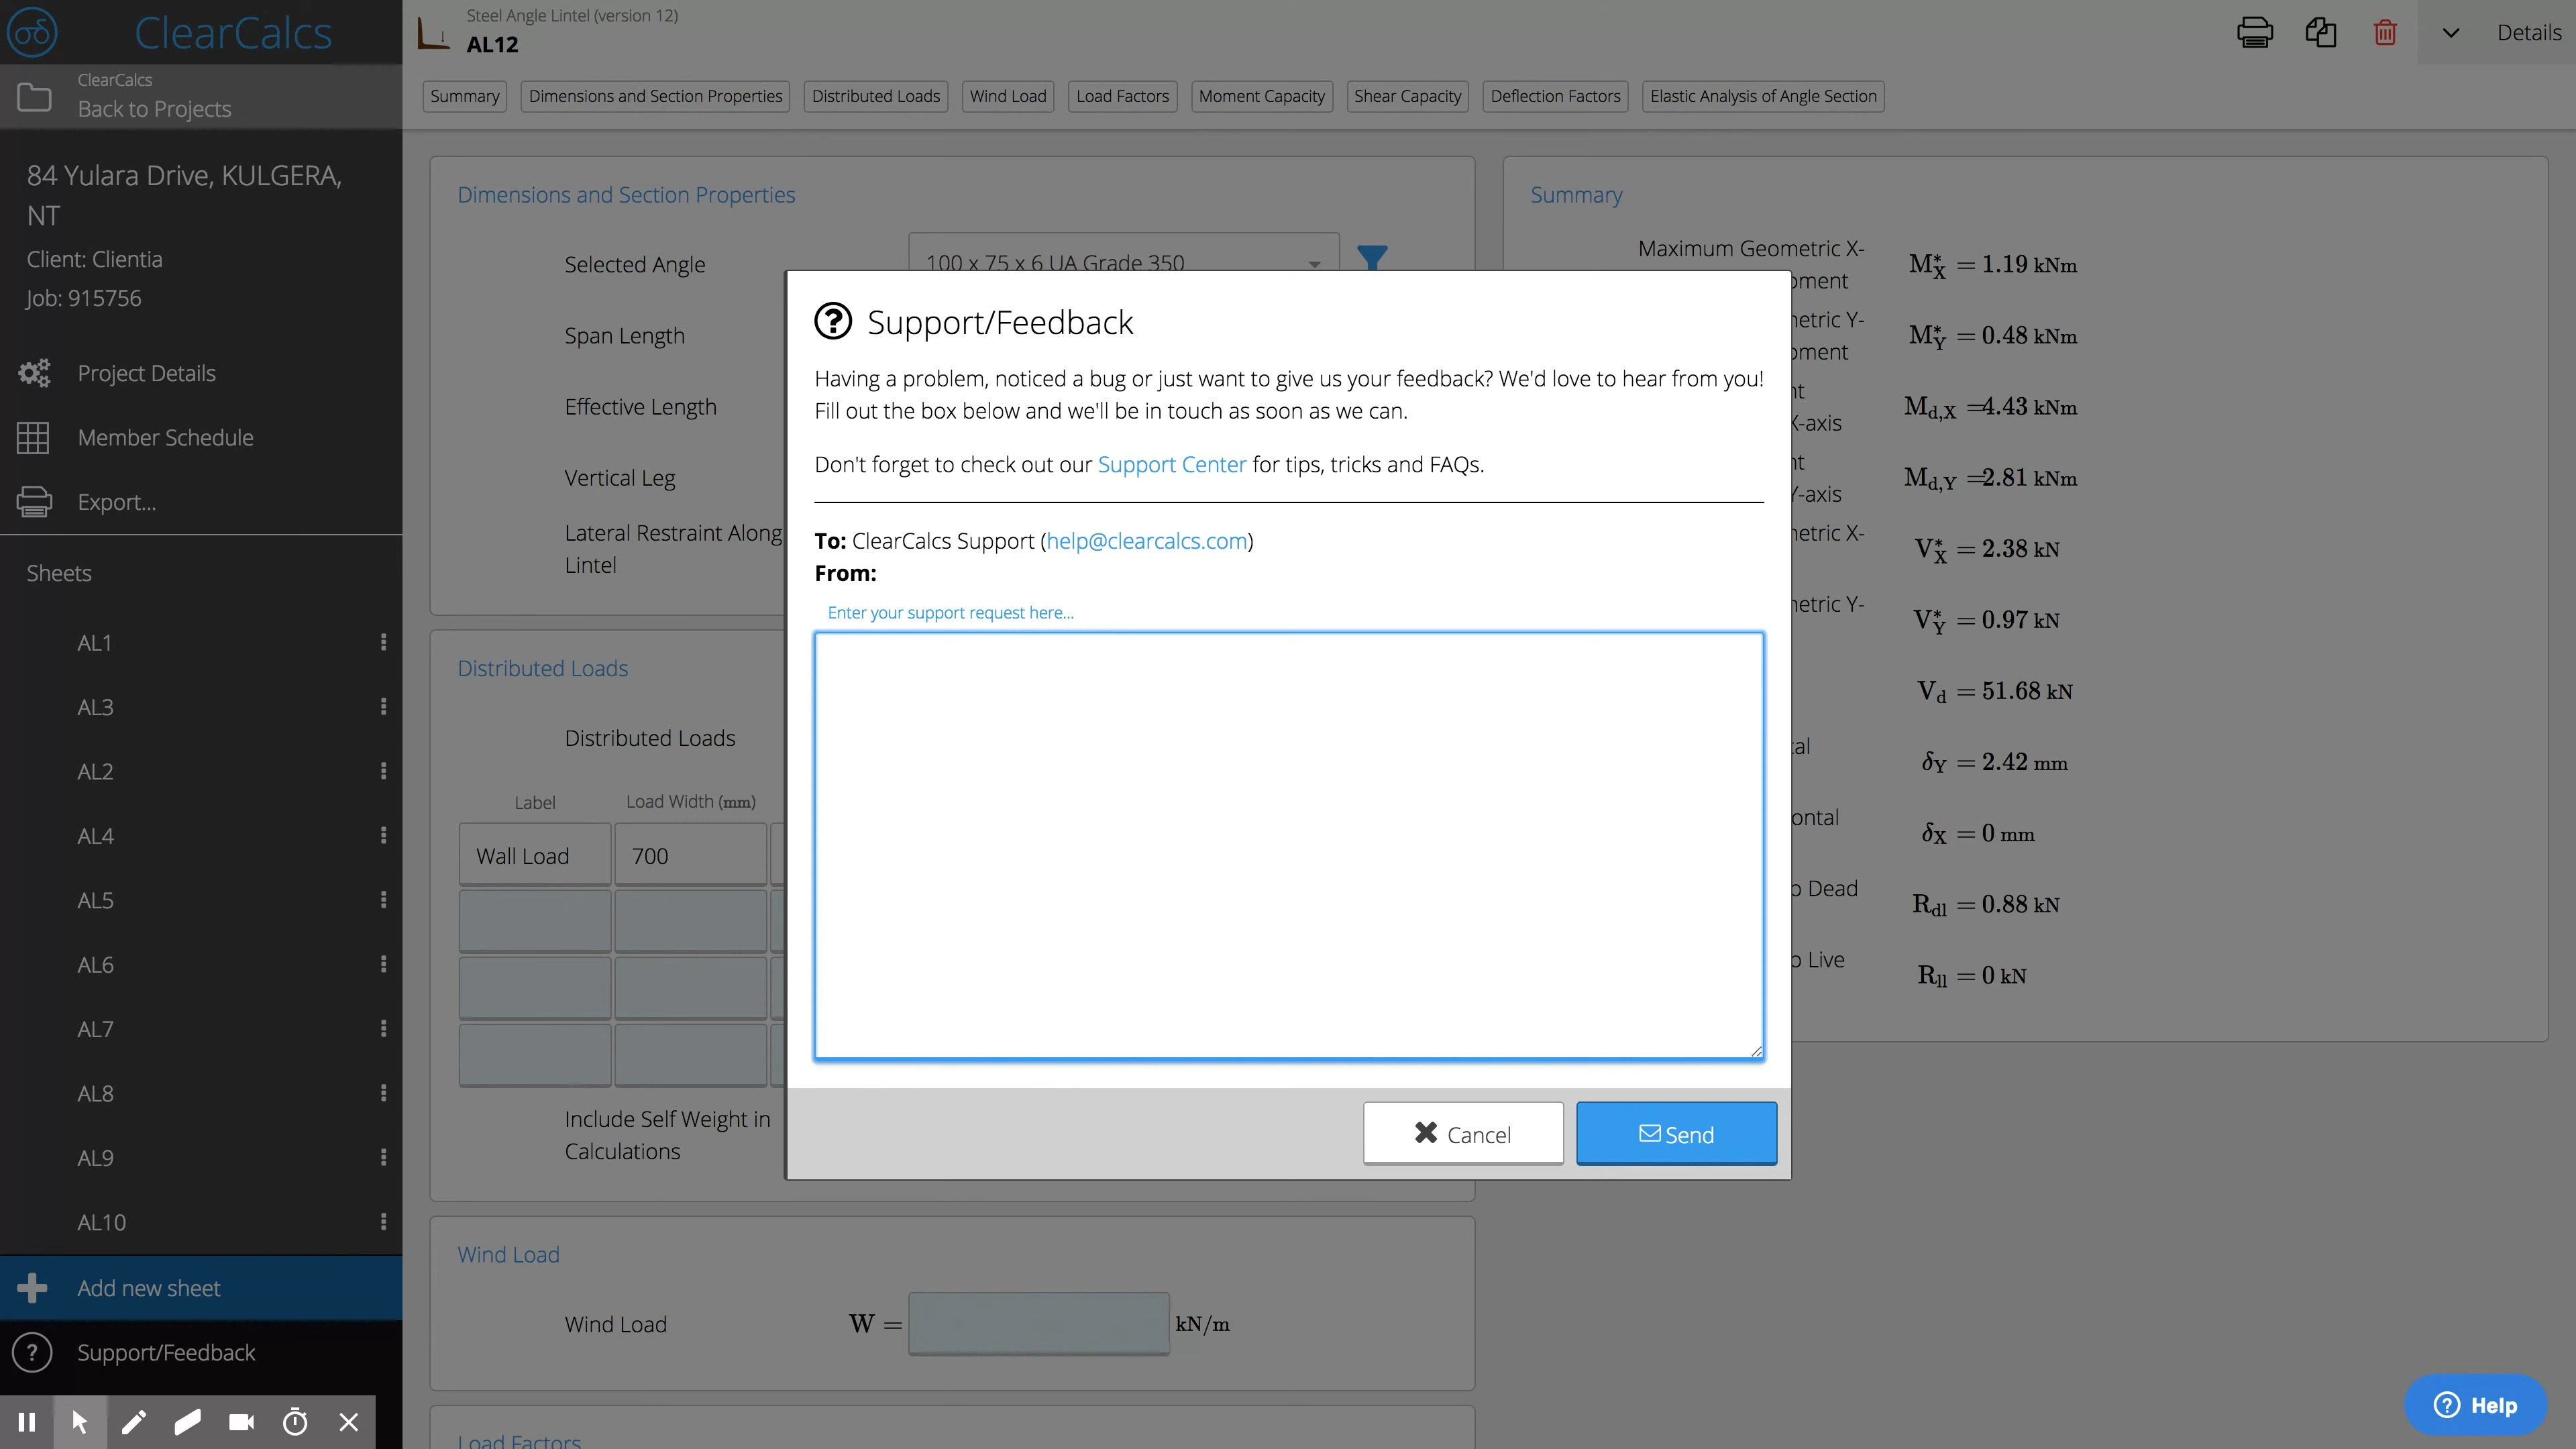 ClearCalcs
ClearCalcs
Back to Projects
84 Yulara Drive, KULGERA,
NT
Client: Clientia
Job: 915756
Project Details
Member Schedule
Export...
Sheets
AL1
AL3
AL2
AL4
AL5
AL6
AL7
AL8
AL9
AL10
Add new sheet
? Support/Feedback
Steel Angle Lintel (version 12)
AL12
Details
Summary
Dimensions and Section Properties
Distributed Loads
Wind Load
Load Factors
Moment Capacity
Shear Capacity
Deflection Factors
Elastic Analysis of Angle Section
Dimensions and Section Properties
Selected Angle
100 x 75 x 6 UA Grade 350
Span Length
Effective Length
Vertical Leg
Lateral Restraint Along
Lintel
Distributed Loads
Distributed Loads
Label Load Width (mm)
Wall Load 700
Include Self Weight in
Calculations
Wind Load
Wind Load W = kN/m
Load Factors
? Support/Feedback
Having a problem, noticed a bug or just want to give us your feedback? We'd love to hear from you!
Fill out the box below and we'll be in touch as soon as we can.
Don't forget to check out our Support Center for tips, tricks and FAQs.
To: ClearCalcs Support (help@clearcalcs.com)
From:
Enter your support request here...
Cancel
Send
Summary
Maximum Geometric X-
M*X = 1.19 kNm
M*Y = 0.48 kNm
Md,X =4.43 kNm
X-axis
Md,Y =2.81 kNm
Y-axis
V*X = 2.38 kN
V*Y = 0.97 kN
Vd = 51.68 kN
δY = 2.42 mm
δX = 0 mm
Dead
Rdl = 0.88 kN
Live
Rll = 0 kN
? Help